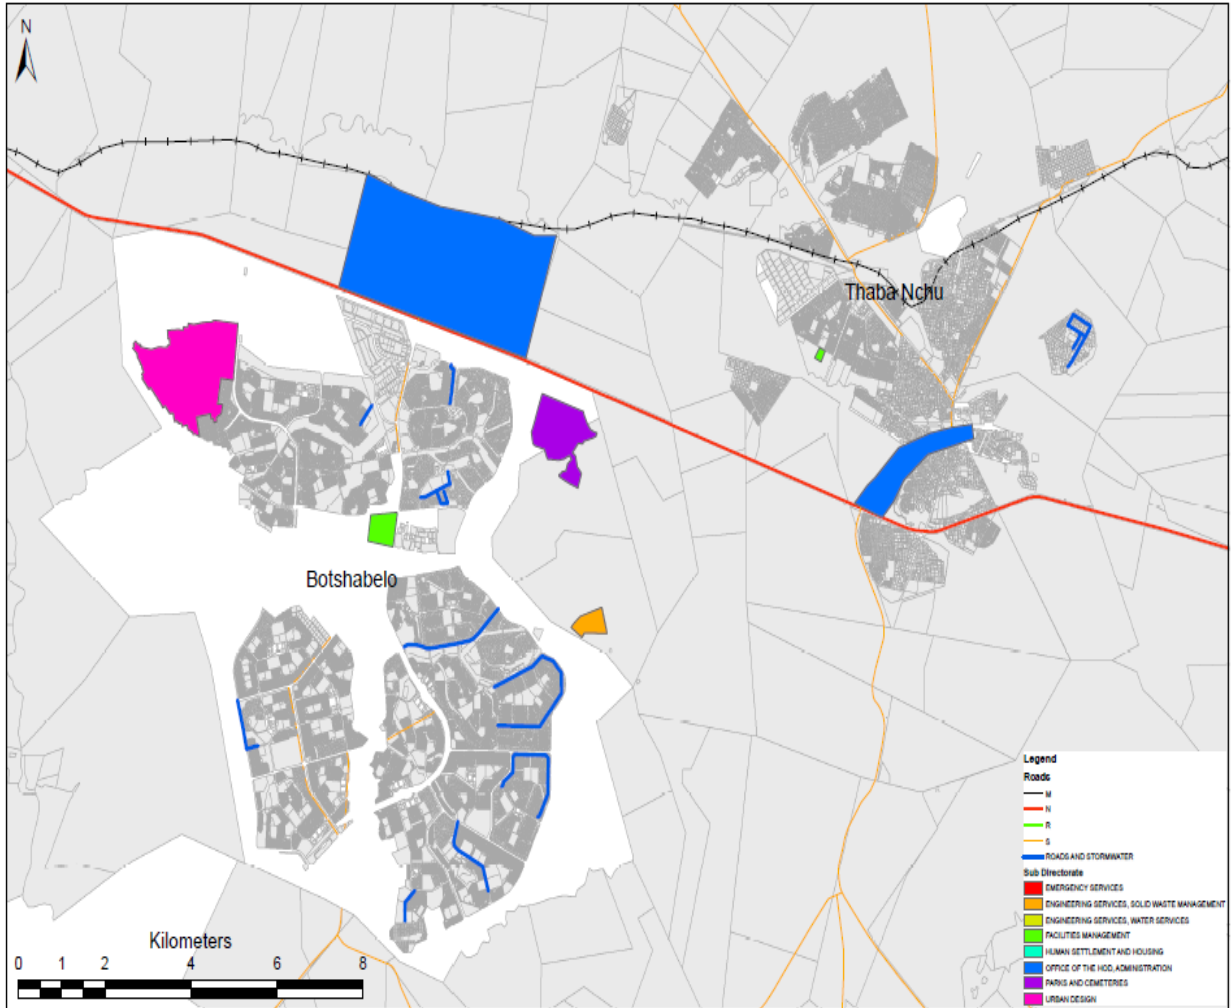 N
Thaba Nchu
Botshabelo
Kilometers
0 1 2 4 6 8
Legend
Roads
M
N
R
S
ROADS AND STORMWATER
Sub Directorate
EMERGENCY SERVICES
ENGINEERING SERVICES, SOLID WASTE MANAGEMENT
ENGINEERING SERVICES, WATER SERVICES
FACILITIES MANAGEMENT
HUMAN SETTLEMENT AND HOUSING
OFFICE OF THE HOD, ADMINISTRATION
PARKS AND CEMETERIES
URBAN DESIGN